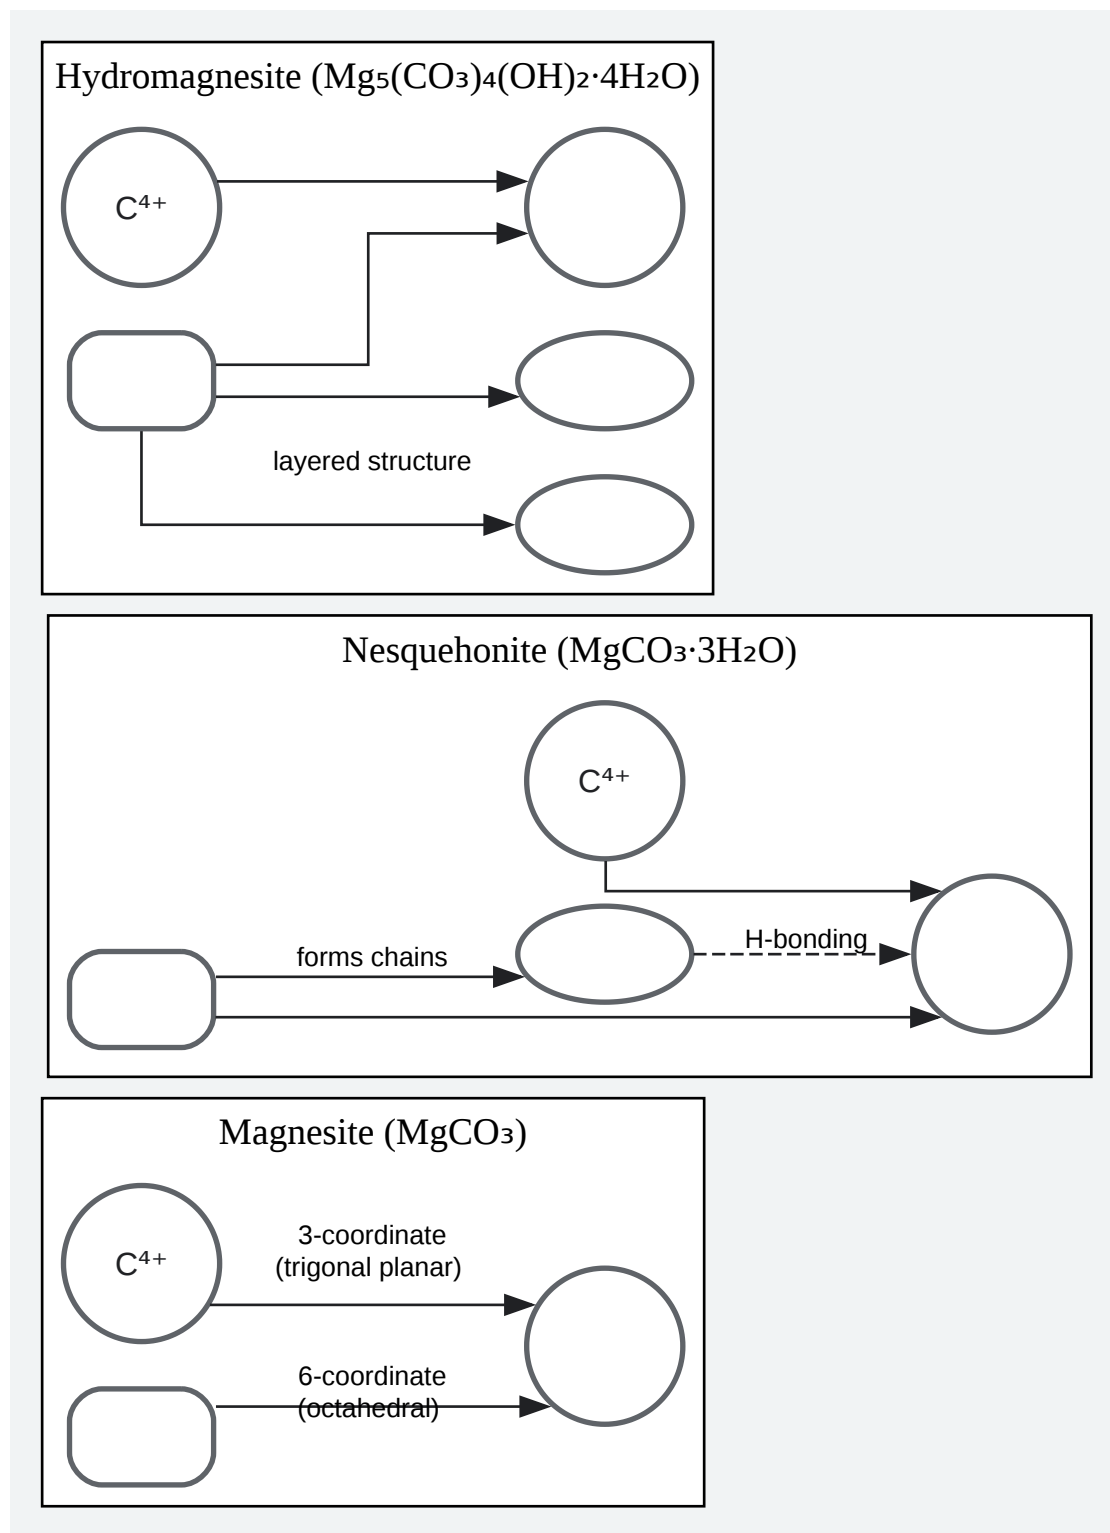 Hydromagnesite (Mg₅(CO₃)₄(OH)₂·4H₂O)
C⁴⁺
layered structure
Nesquehonite (MgCO₃·3H₂O)
C⁴⁺
H-bonding
forms chains
Magnesite (MgCO₃)
3-coordinate
(trigonal planar)
C⁴⁺
6-coordinate
(octahedral)